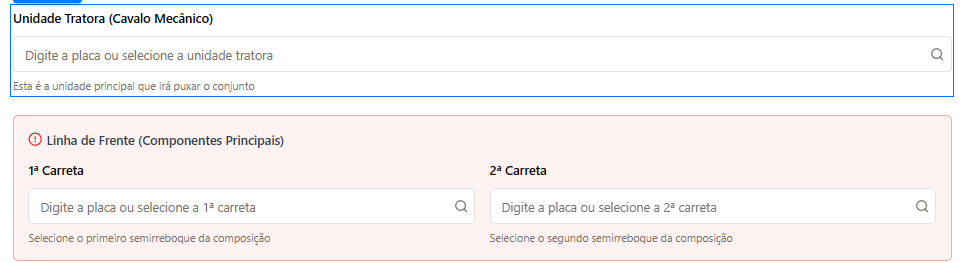 Unidade Tratora (Cavalo Mecânico)
Digite a placa ou selecione a unidade tratora
Esta é a unidade principal que irá puxar o conjunto
Linha de Frente (Componentes Principais)
1ª Carreta
2ª Carreta
Digite a placa ou selecione a 1ª carreta
Digite a placa ou selecione a 2ª carreta
Selecione o primeiro semirreboque da composição
Selecione o segundo semirreboque da composição